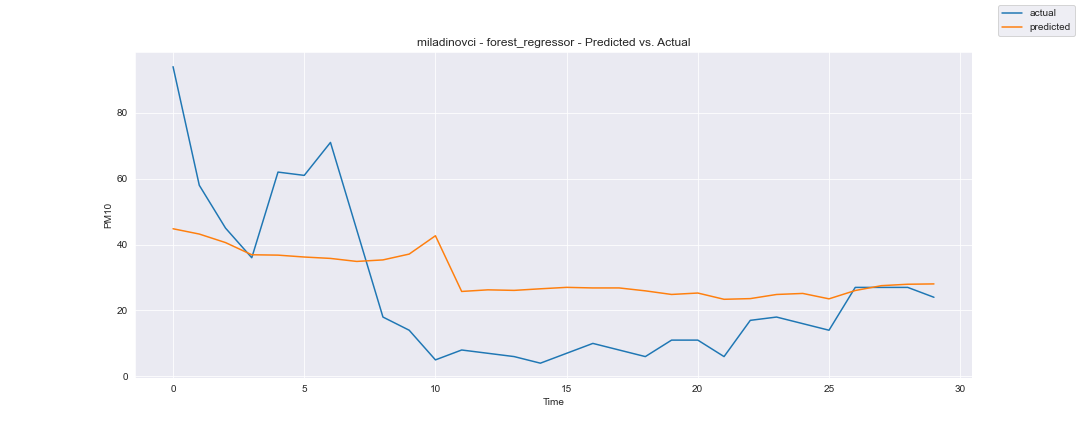 actual
predicted
miladinovci - forest_regressor - Predicted vs. Actual
80
60
40
20
0
PM10
0 5 10 15 20 25 30
Time